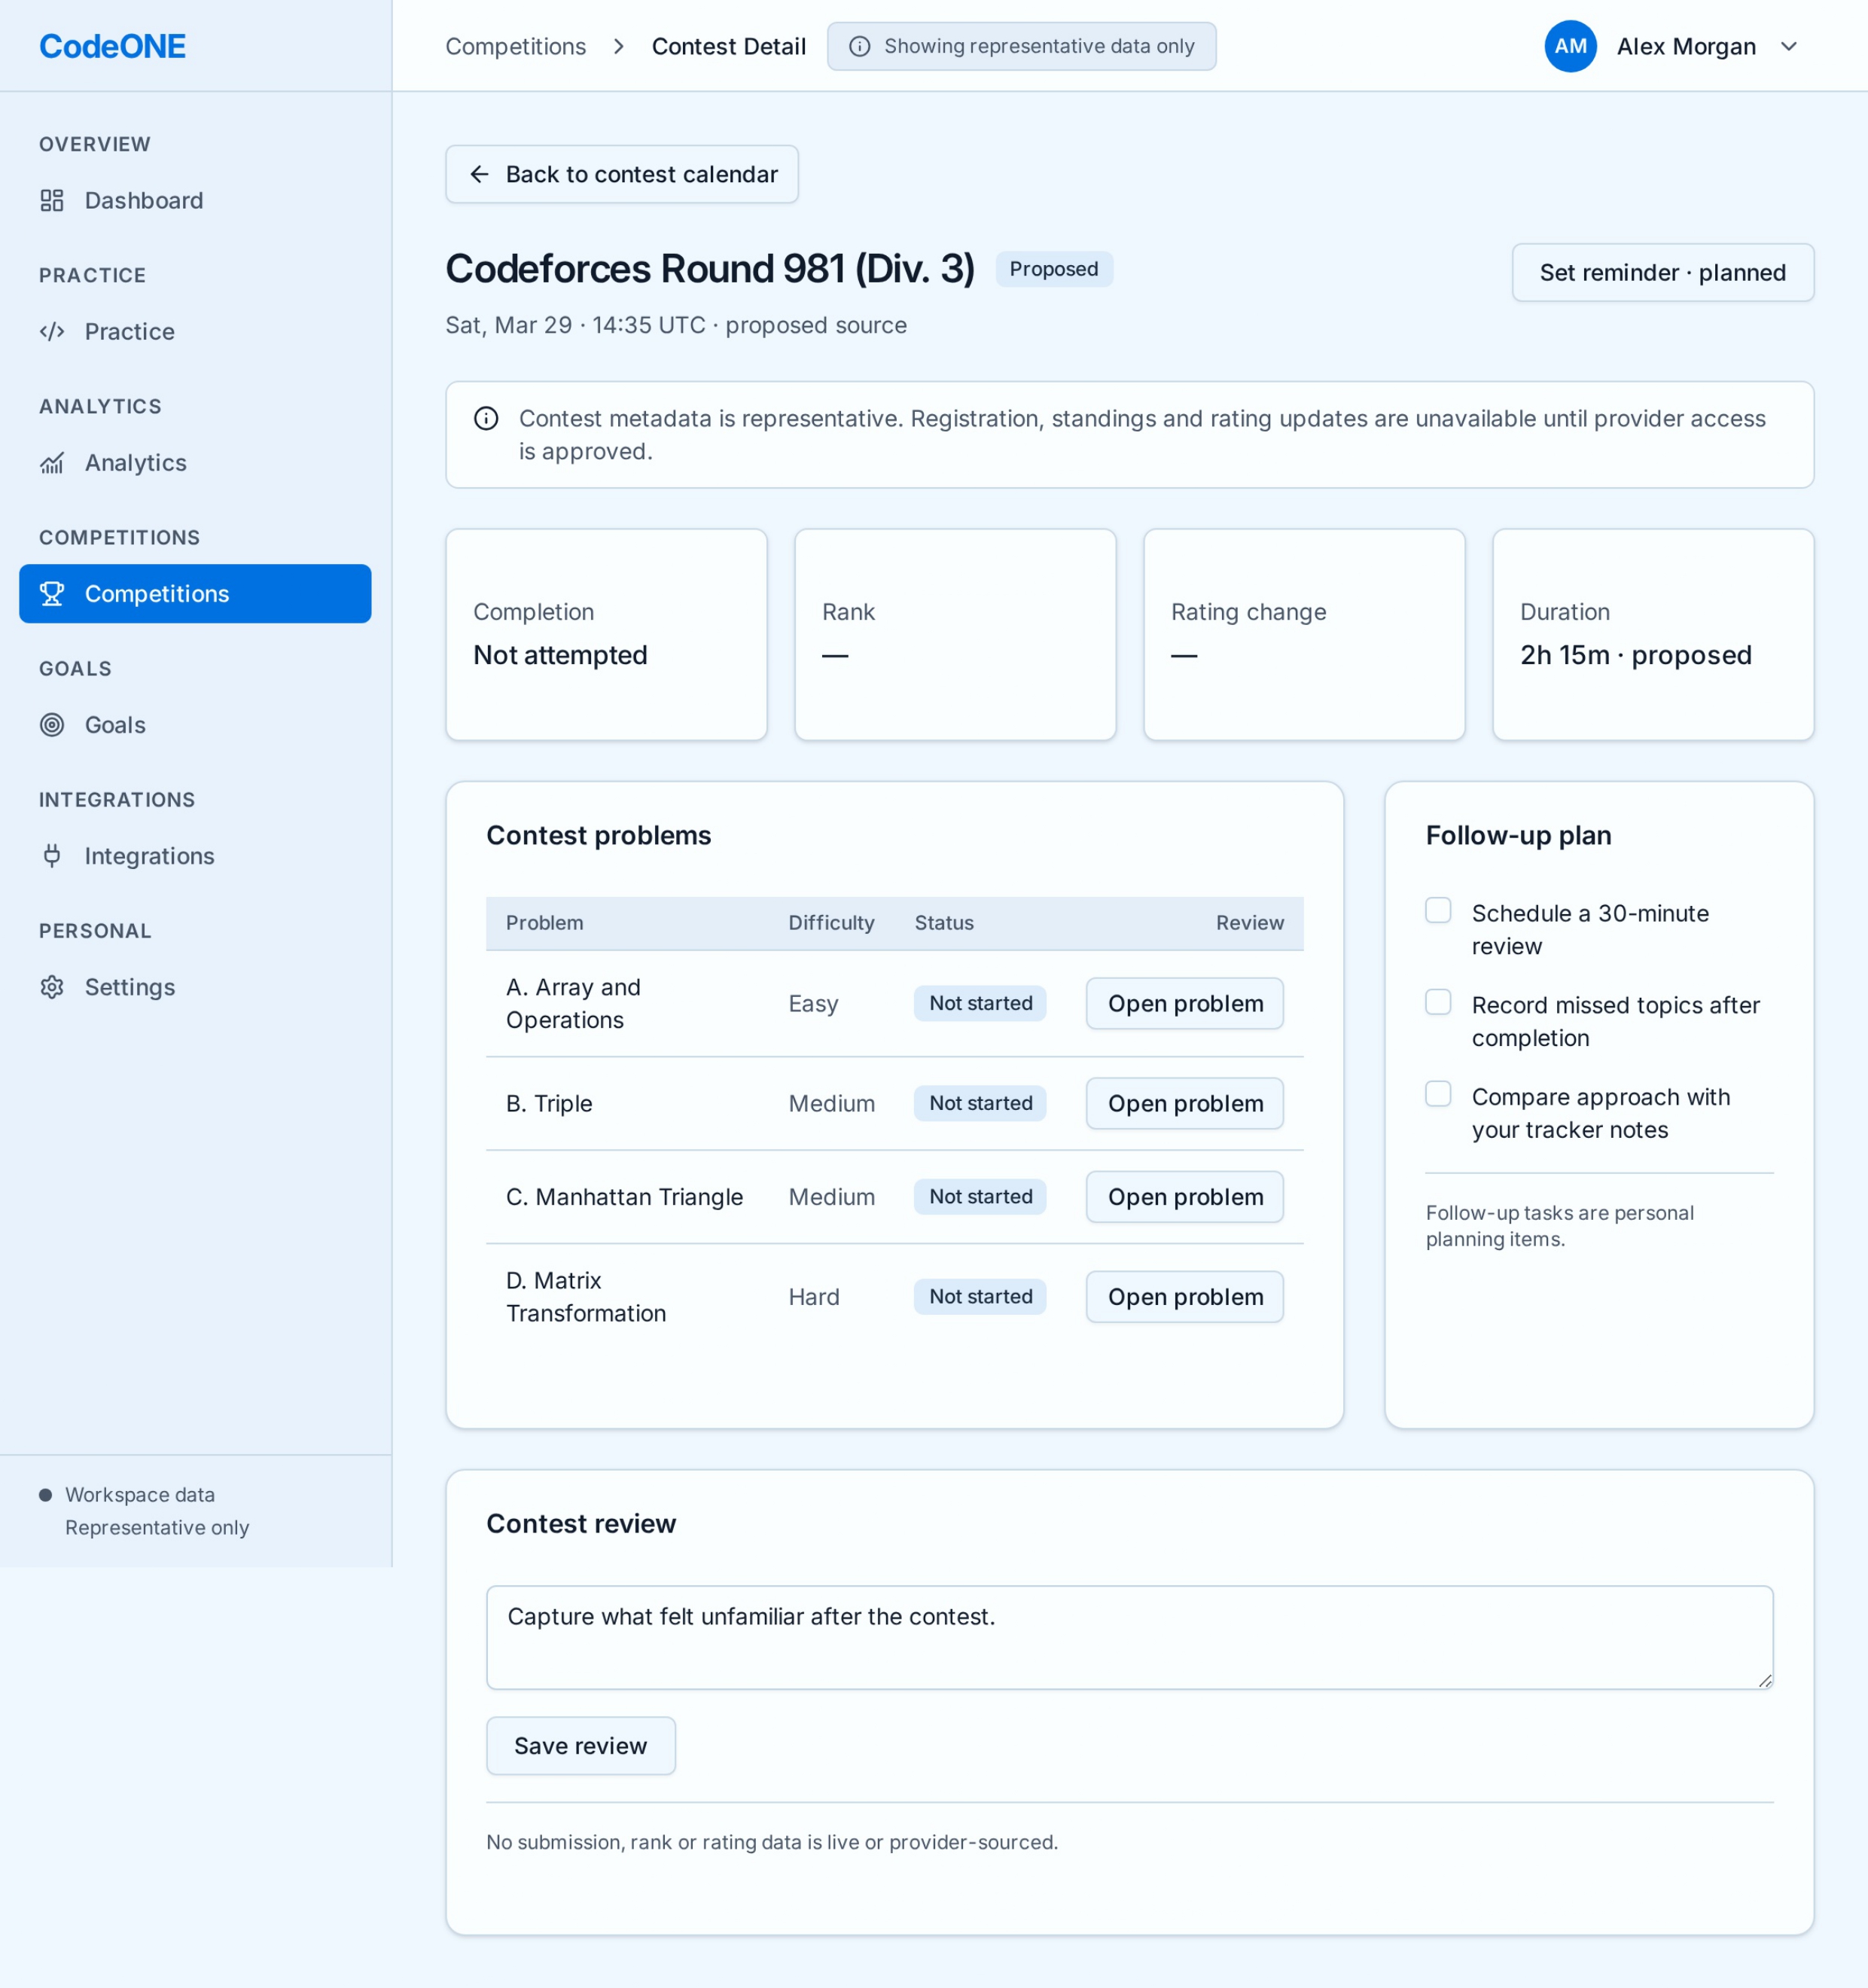 CodeONE
OVERVIEW
Dashboard
PRACTICE
Practice
ANALYTICS
Analytics
COMPETITIONS
Competitions
GOALS
Goals
INTEGRATIONS
Integrations
PERSONAL
Settings
Workspace data
Representative only
Competitions
Contest Detail
Showing representative data only
AM
Alex Morgan
Back to contest calendar
Codeforces Round 981 (Div. 3)
Proposed
Set reminder · planned
Sat, Mar 29 · 14:35 UTC · proposed source
Contest metadata is representative. Registration, standings and rating updates are unavailable until provider access
is approved.
Completion
Not attempted
Rank
—
Rating change
—
Duration
2h 15m · proposed
Contest problems
Problem Difficulty Status Review
A. Array and
Operations
Easy Not started Open problem
B. Triple Medium Not started Open problem
C. Manhattan Triangle Medium Not started Open problem
D. Matrix
Transformation
Hard Not started Open problem
Follow-up plan
Schedule a 30-minute
review
Record missed topics after
completion
Compare approach with
your tracker notes
Follow-up tasks are personal
planning items.
Contest review
Capture what felt unfamiliar after the contest.
Save review
No submission, rank or rating data is live or provider-sourced.